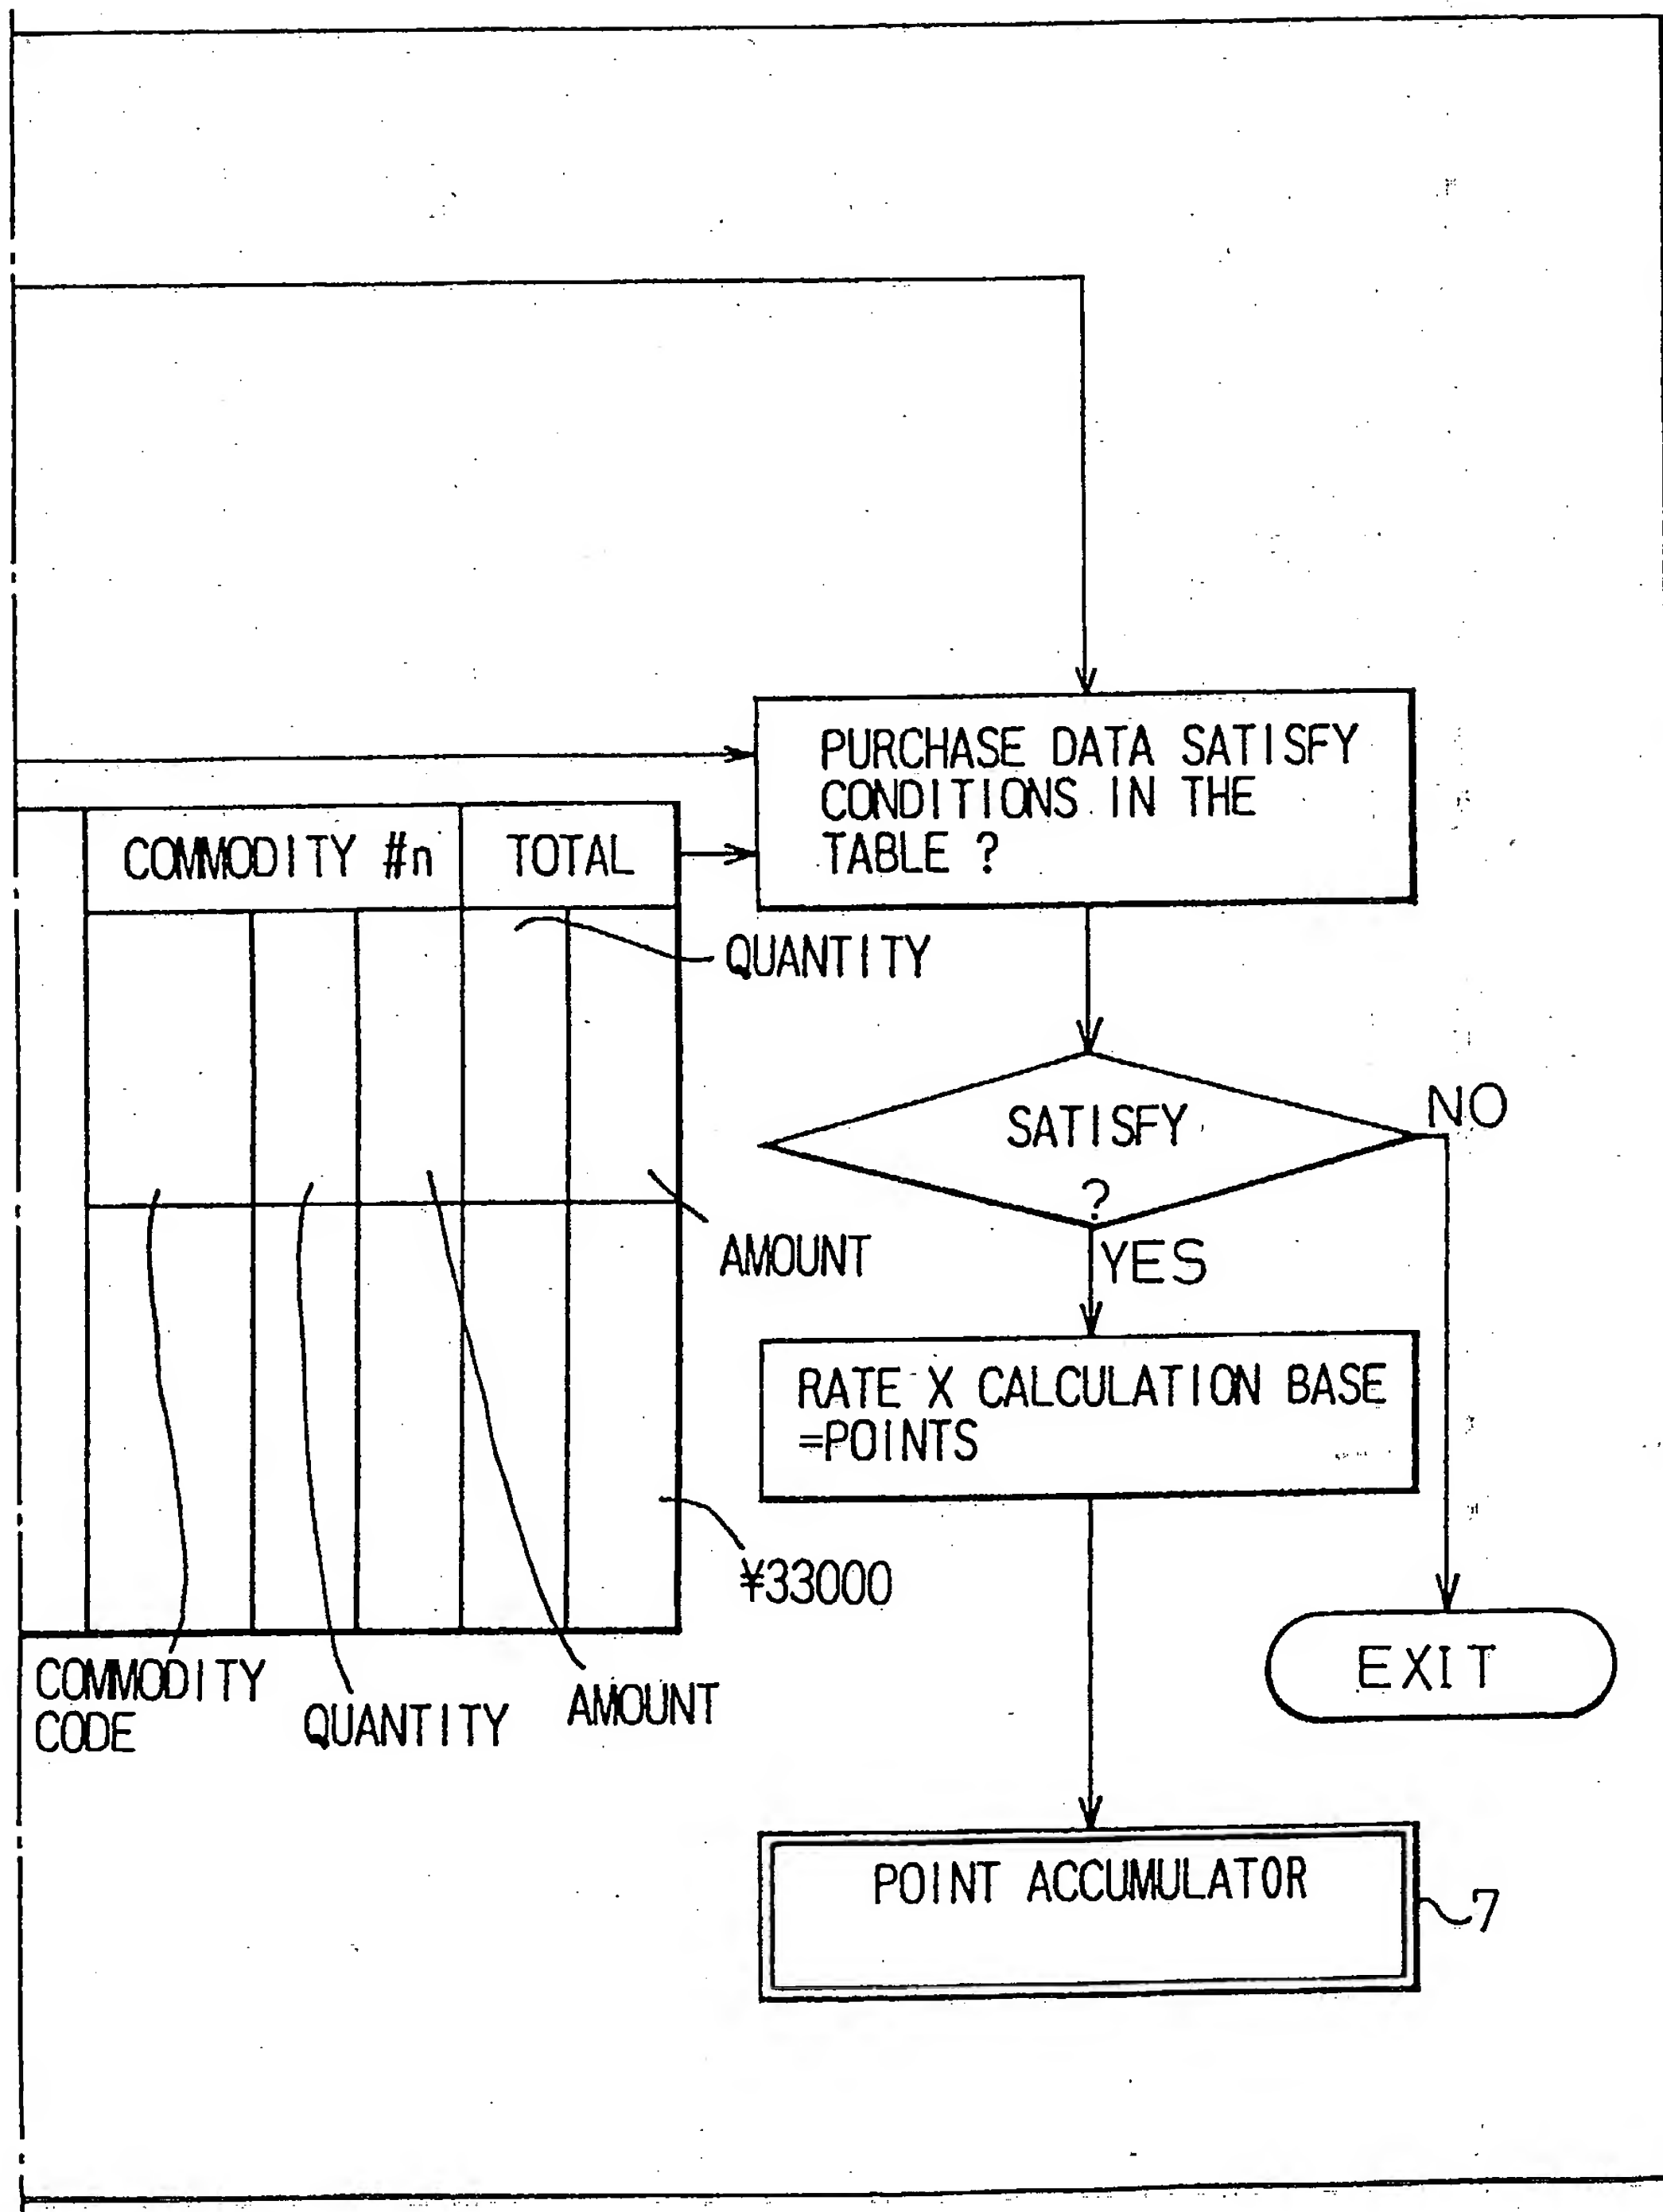 PURCHASE DATA SATISFY
CONDITIONS IN THE
TABLE ?
COMMODITY #n
TOTAL
QUANTITY
SATISFY
?
NO
YES
AMOUNT
RATE X CALCULATION BASE
=POINTS
¥33000
EXIT
COMMODITY
CODE
QUANTITY
AMOUNT
POINT ACCUMULATOR
7